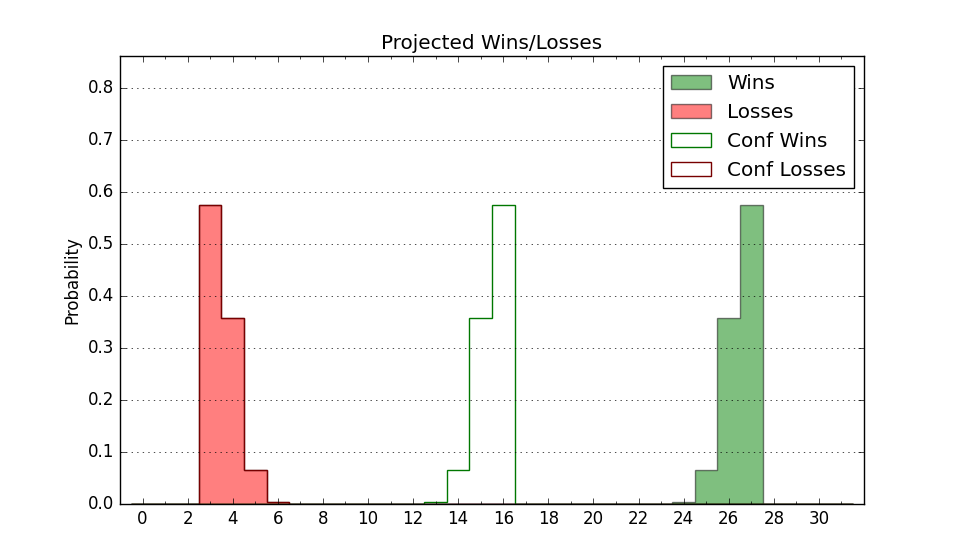 Projected Wins/Losses
Wins
Losses
Conf Wins
Conf Losses
Probability
0.8
0.7
0.6
0.5
0.4
0.3
0.2
0.1
0.0
0 2 4 6 8 10 12 14 16 18 20 22 24 26 28 30